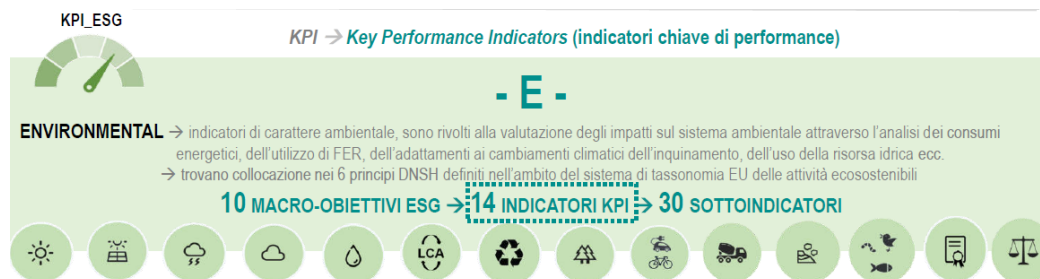 KPI_ESG
KPI → Key Performance Indicators (indicatori chiave di performance)
- E -
ENVIRONMENTAL → indicatori di carattere ambientale, sono rivolti alla valutazione degli impatti sul sistema ambientale attraverso l'analisi dei consumi
energetici, dell'utilizzo di FER, dell'adattamenti ai cambiamenti climatici dell'inquinamento, dell'uso della risorsa idrica ecc.
→ trovano collocazione nei 6 principi DNSH definiti nell'ambito del sistema di tassonomia EU delle attività ecosostenibili
10 MACRO-OBIETTIVI ESG → 14 INDICATORI KPI → 30 SOTTOINDICATORI
LCA